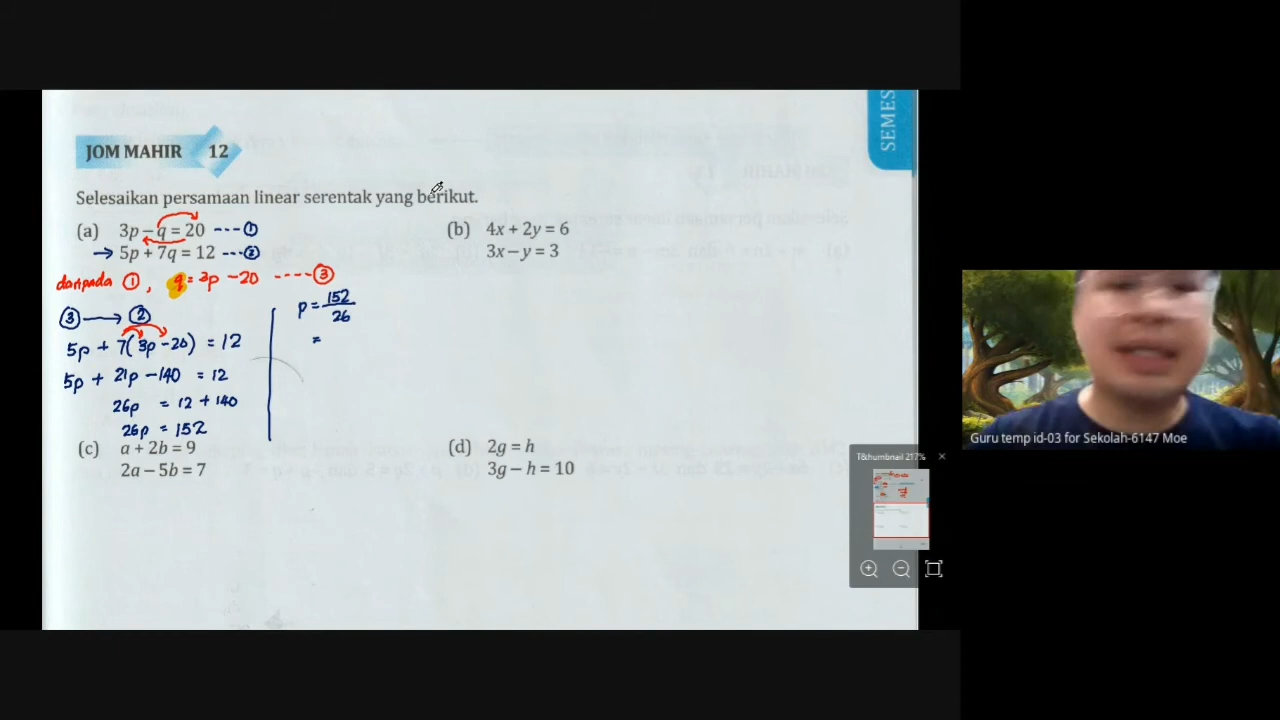 SEMES
JOM MAHIR 12
Selesaikan persamaan linear serentak yang berikut.
(a) 3p – q = 20 ---- ①
→ 5p + 7q = 12 --- ②
daripada ①, q = 3p – 20 ---- ③
③ → ②
5p + 7(3p – 20) = 12
5p + 21p – 140 = 12
26p = 12 + 140
26p = 152
p = 152/26
=
(b) 4x + 2y = 6
3x – y = 3
(c) a + 2b = 9
2a – 5b = 7
(d) 2g = h
3g – h = 10
Guru temp id-03 for Sekolah-6147 Moe
T&humbnail 217%